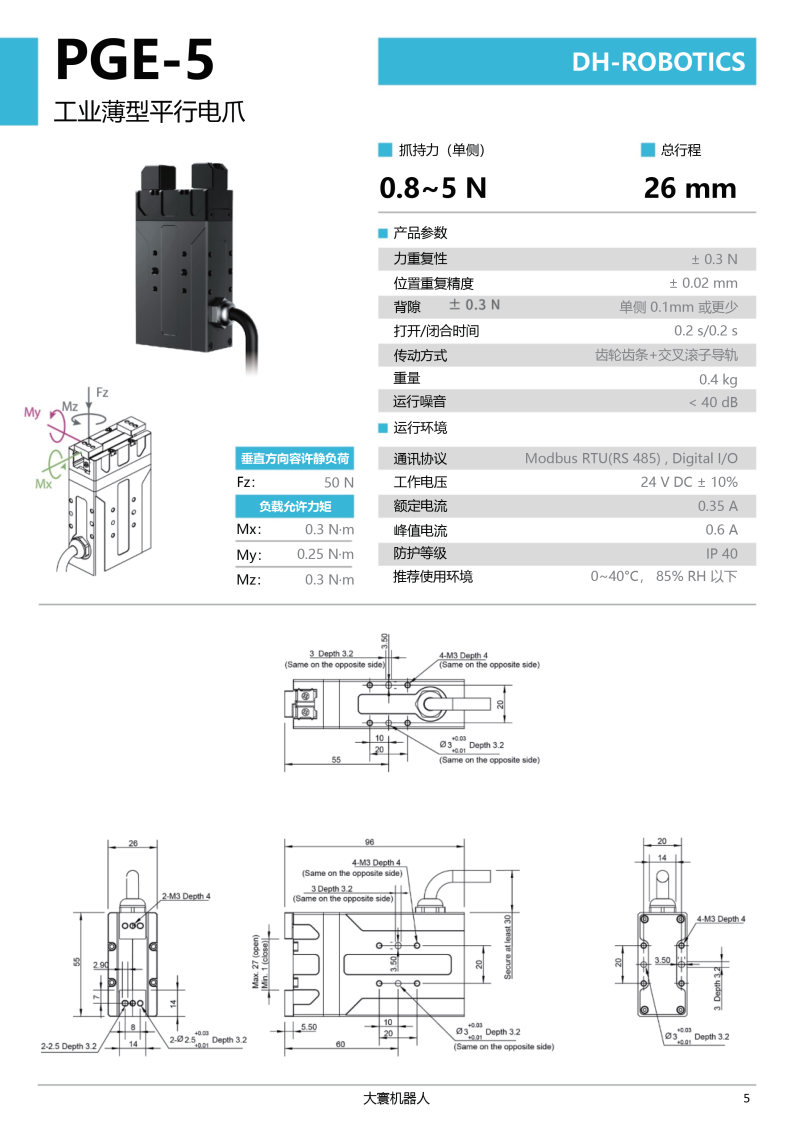 PGE-5
工业薄型平行电爪
DH-ROBOTICS
抓持力（单侧）
0.8~5 N
总行程
26 mm
产品参数
力重复性 ± 0.3 N
位置重复精度 ± 0.02 mm
背隙 ± 0.3 N 单侧 0.1mm 或更少
打开/闭合时间 0.2 s/0.2 s
传动方式 齿轮齿条+交叉滚子导轨
重量 0.4 kg
运行噪音 < 40 dB
运行环境
通讯协议 Modbus RTU(RS 485) , Digital I/O
工作电压 24 V DC ± 10%
额定电流 0.35 A
峰值电流 0.6 A
防护等级 IP 40
推荐使用环境 0~40°C， 85% RH 以下
Fz
Mz
My
Mx
垂直方向容许静负荷
Fz： 50 N
负载允许力矩
Mx： 0.3 N·m
My： 0.25 N·m
Mz： 0.3 N·m
3.50
3 Depth 3.2
(Same on the opposite side)
4-M3 Depth 4
(Same on the opposite side)
20
10
20
55
Ø3 +0.03 +0.01 Depth 3.2
(Same on the opposite side)
26
2-M3 Depth 4
55
2.90
7
14
8
14
2-2.5 Depth 3.2
2-Ø2.5 +0.03 +0.01 Depth 3.2
96
4-M3 Depth 4
(Same on the opposite side)
3 Depth 3.2
(Same on the opposite side)
Secure at least 30
Max. 27 (open)
Min. 1 (close)
3.50
20
5.50
10
20
60
Ø3 +0.03 +0.01 Depth 3.2
(Same on the opposite side)
20
14
4-M3 Depth 4
20
3.50
3 Depth 3.2
Ø3 +0.03 +0.01 Depth 3.2
大寰机器人
5